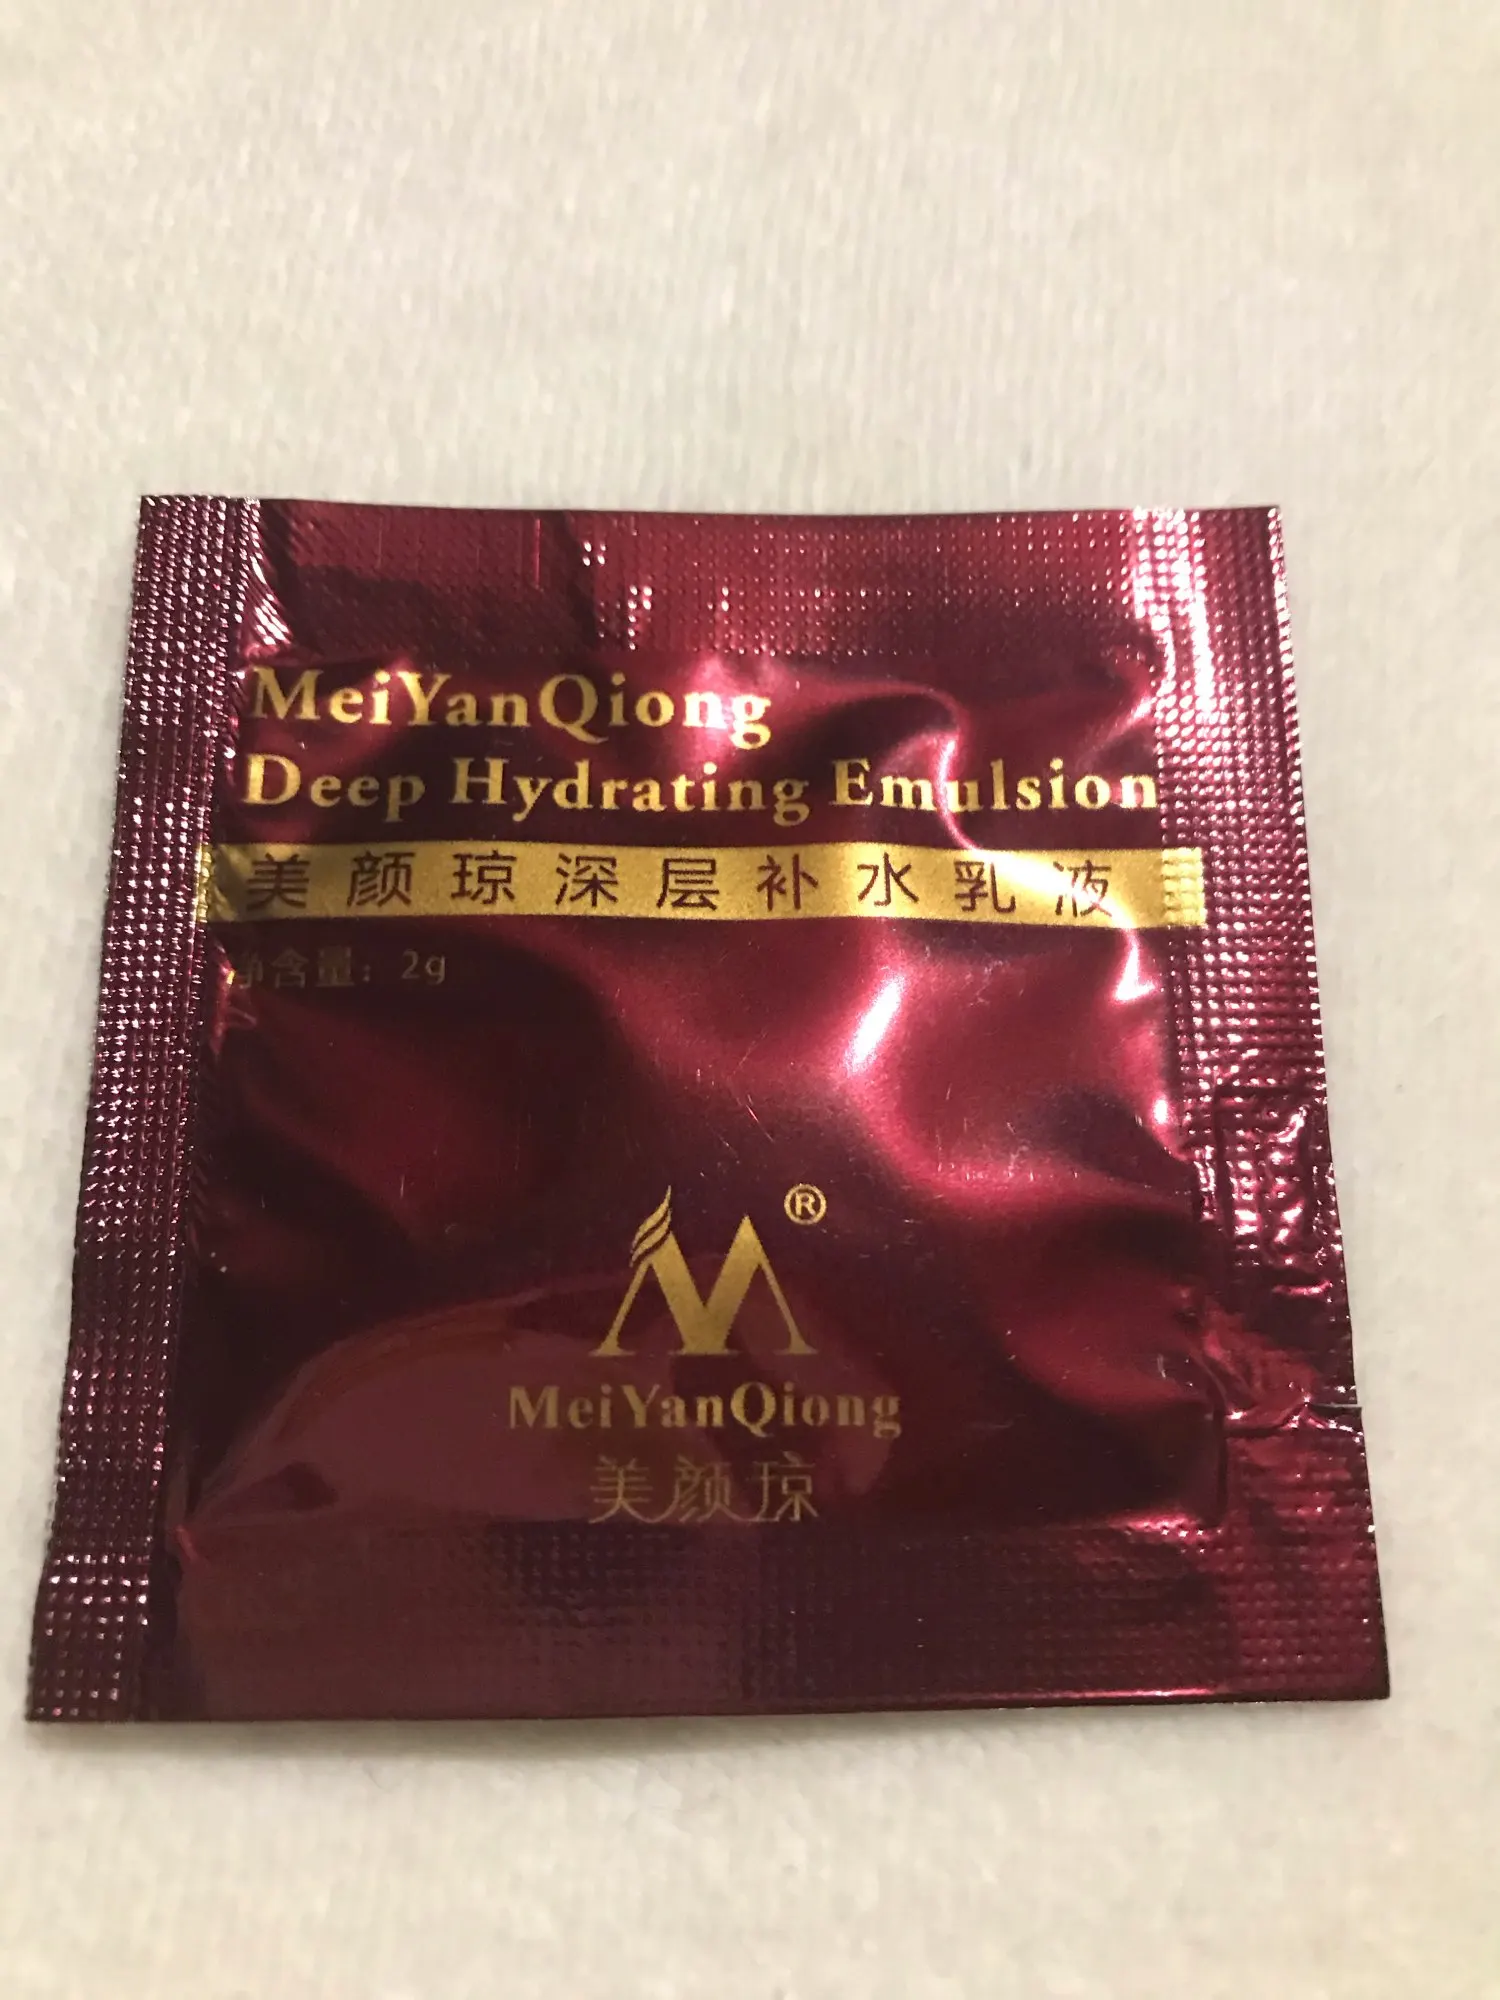 MeiYanQiong
Deep Hydrating Emulsion
美颜琼深层补水乳液
净含量：2g
®
MeiYanQiong
美颜琼